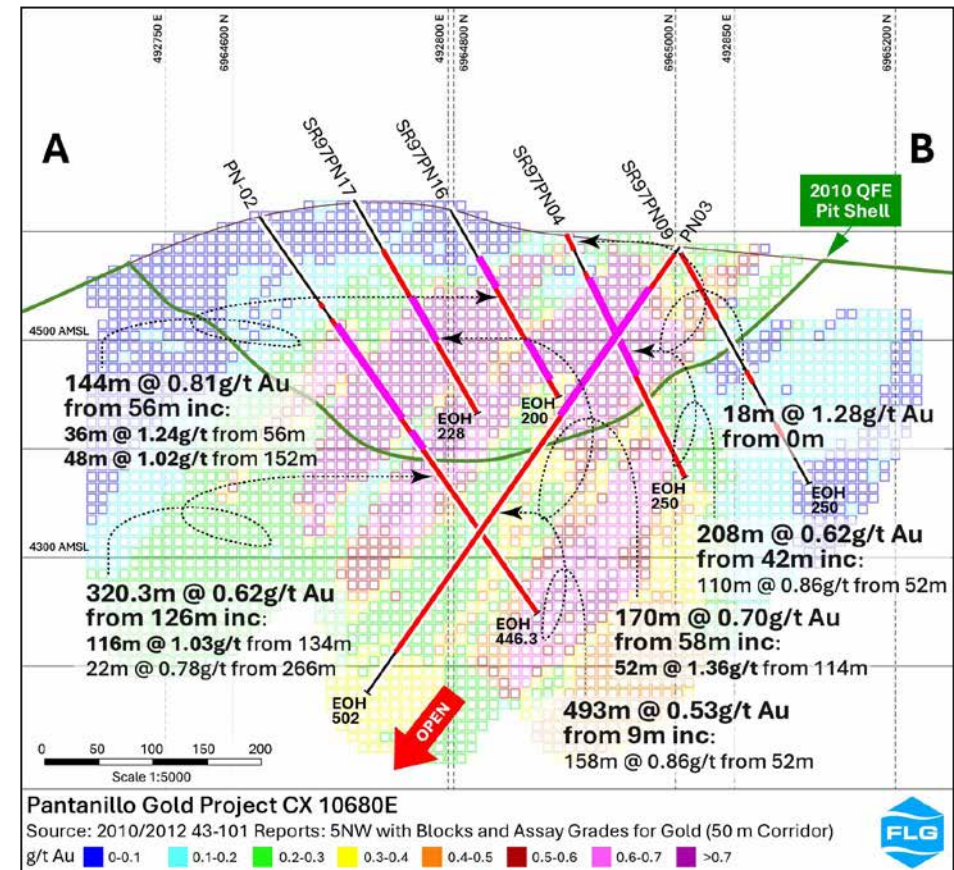 492750 E
6964600 N
492800 E
6964800 N
6965000 N
492850 E
6965200 N
A
B
PN-02
SR97PN17
SR97PN16
SR97PN04
SR97PN09
PN03
2010 QFE
Pit Shell
4500 AMSL
144m @ 0.81g/t Au
from 56m inc:
36m @ 1.24g/t from 56m
48m @ 1.02g/t from 152m
EOH
228
EOH
200
18m @ 1.28g/t Au
from 0m
EOH
250
EOH
250
208m @ 0.62g/t Au
from 42m inc:
110m @ 0.86g/t from 52m
4300 AMSL
320.3m @ 0.62g/t Au
from 126m inc:
116m @ 1.03g/t from 134m
22m @ 0.78g/t from 266m
EOH
446.3
170m @ 0.70g/t Au
from 58m inc:
52m @ 1.36g/t from 114m
EOH
502
OPEN
493m @ 0.53g/t Au
from 9m inc:
158m @ 0.86g/t from 52m
0 50 100 150 200
Scale 1:5000
Pantanillo Gold Project CX 10680E
Source: 2010/2012 43-101 Reports: 5NW with Blocks and Assay Grades for Gold (50 m Corridor)
g/t Au 0-0.1 0.1-0.2 0.2-0.3 0.3-0.4 0.4-0.5 0.5-0.6 0.6-0.7 >0.7
FLG